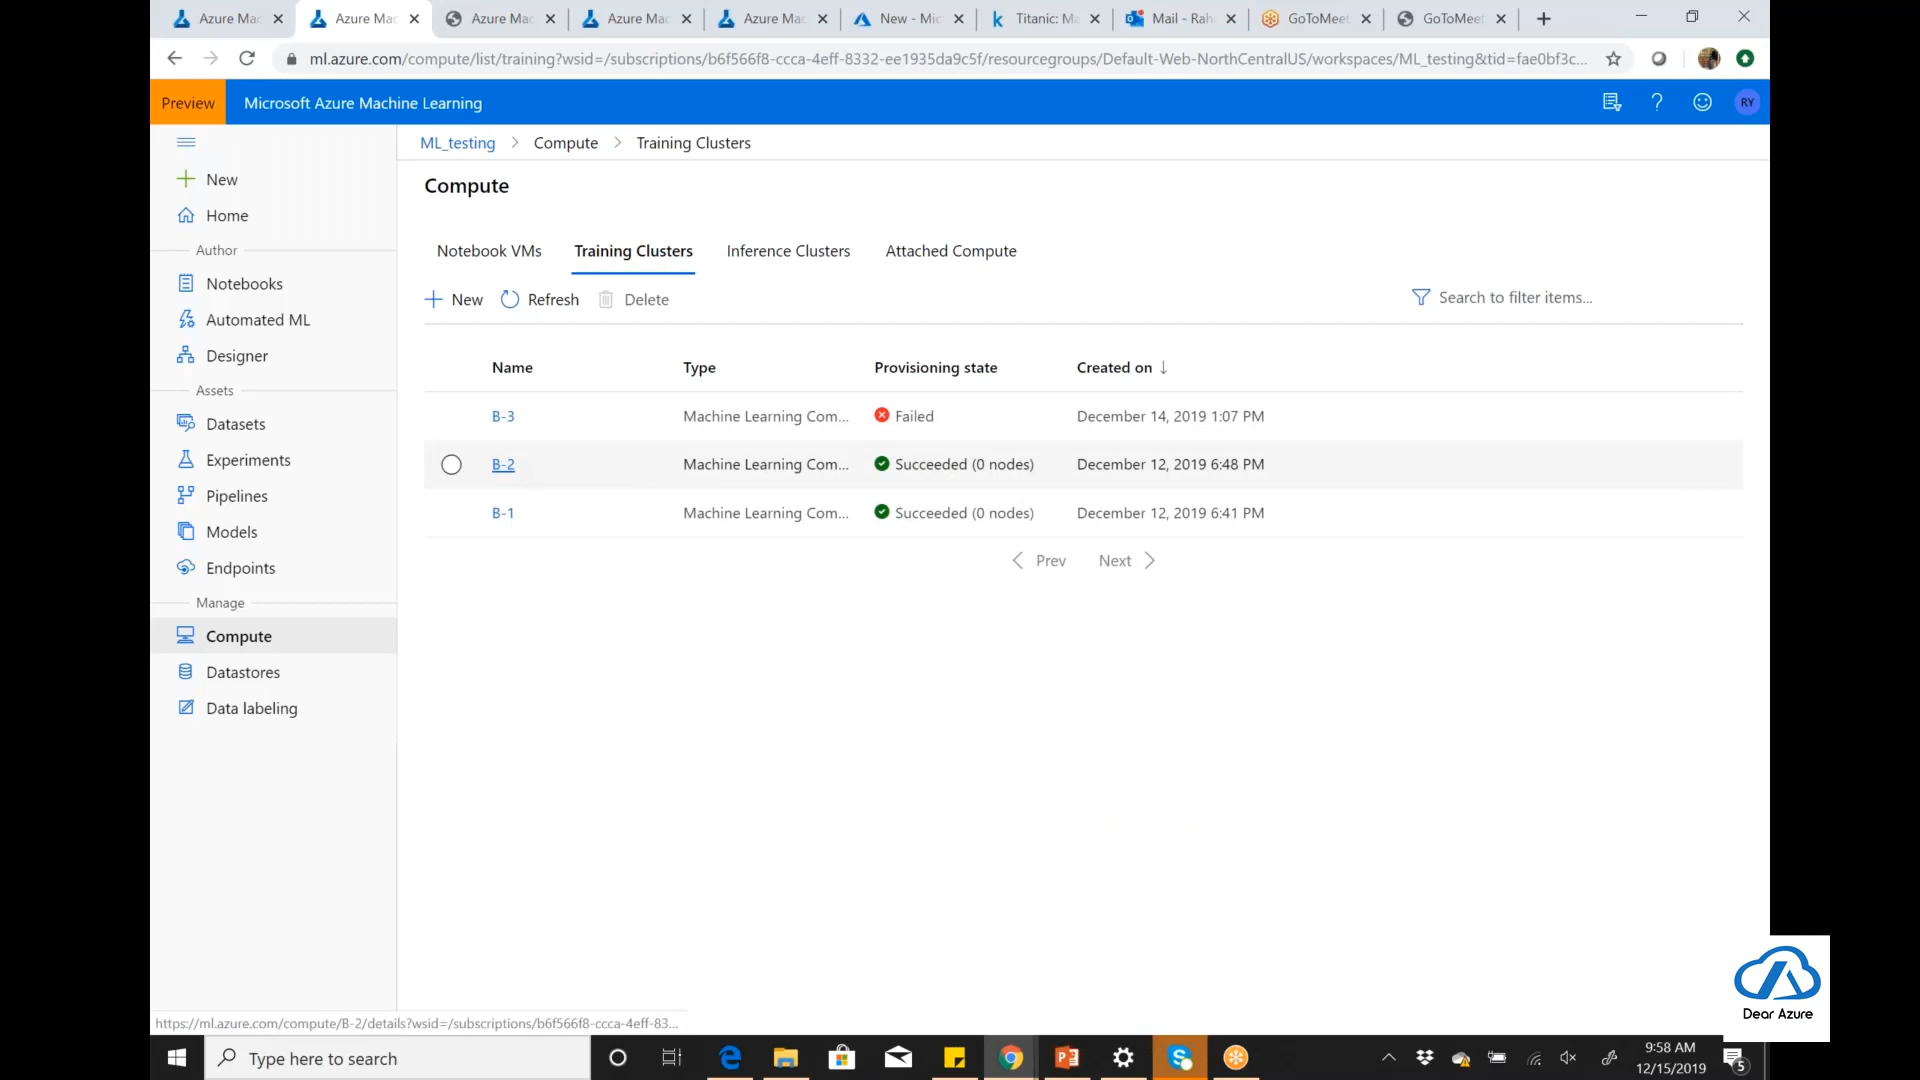 Azure Mac
Azure Mac
Azure Mac
Azure Mac
Azure Mac
New - Mic
Titanic: Ma
Mail - Rah
GoToMeet
GoToMeet
ml.azure.com/compute/list/training?wsid=/subscriptions/b6f566f8-ccca-4eff-8332-ee1935da9c5f/resourcegroups/Default-Web-NorthCentralUS/workspaces/ML_testing&tid=fae0bf3c...
Preview
Microsoft Azure Machine Learning
RY
ML_testing > Compute > Training Clusters
New
Home
Author
Notebooks
Automated ML
Designer
Assets
Datasets
Experiments
Pipelines
Models
Endpoints
Manage
Compute
Datastores
Data labeling
Compute
Notebook VMs Training Clusters Inference Clusters Attached Compute
New Refresh Delete
Search to filter items...
Name Type Provisioning state Created on ↓
B-3 Machine Learning Com... Failed December 14, 2019 1:07 PM
B-2 Machine Learning Com... Succeeded (0 nodes) December 12, 2019 6:48 PM
B-1 Machine Learning Com... Succeeded (0 nodes) December 12, 2019 6:41 PM
Prev Next
Dear Azure
https://ml.azure.com/compute/B-2/details?wsid=/subscriptions/b6f566f8-ccca-4eff-83...
Type here to search
9:58 AM
12/15/2019
5